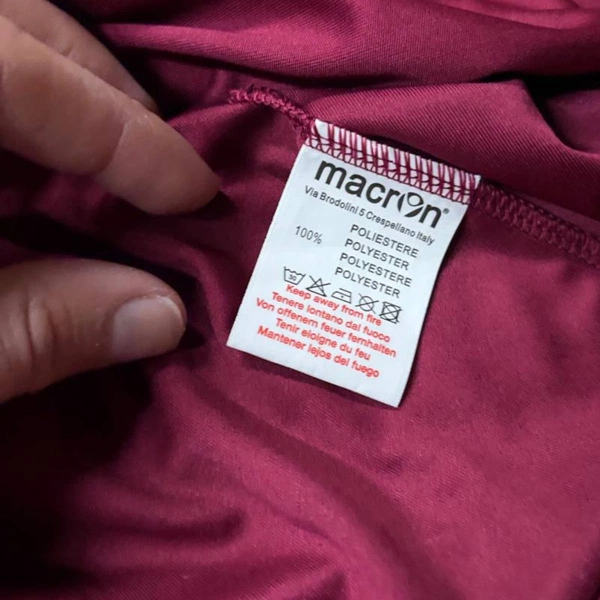 macron®
Via Brodolini 5 Crespellano Italy
100%
POLIESTERE
POLYESTER
POLYESTERE
POLYESTER
30
Keep away from fire
Tenere lontano dal fuoco
Von offenem feuer fernhalten
Tenir eloigne du feu
Mantener lejos del fuego